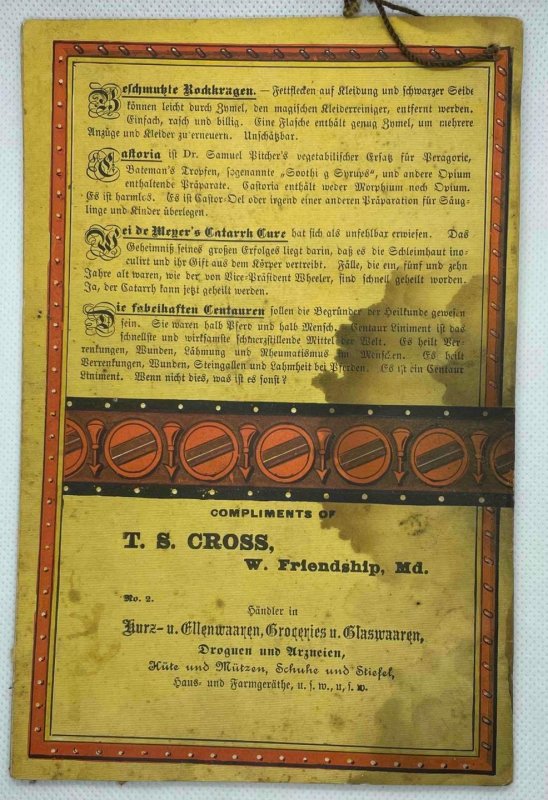 Beschmutzte Rockkragen. — Fettflecken auf Kleidung und schwarzer Seide
können leicht durch Zymel, den magischen Kleiderreiniger, entfernt werden.
Einfach, rasch und billig. Eine Flasche enthält genug Zymel, um mehrere
Anzüge und Kleider zu erneuern. Unschätzbar.
Castoria ist Dr. Samuel Pitcher's vegetabilischer Ersatz für Peragoric,
Bateman's Tropfen, sogenannte „Soothi g Syrups", und andere Opium
enthaltende Präparate. Castoria enthält weder Morphium noch Opium.
Es ist harmlos. Es ist Castor-Oel oder irgend einer anderen Präparation für Säug-
linge und Kinder überlegen.
Wei de Meyer's Catarrh Cure hat sich als unfehlbar erwiesen. Das
Geheimniß seines großen Erfolges liegt darin, daß es die Schleimhaut ino-
culirt und ihr Gift aus dem Körper vertreibt. Fälle, die ein, fünf und zehn
Jahre alt waren, wie der von Vice-Präsident Wheeler, sind schnell geheilt worden.
Ja, der Catarrh kann jetzt geheilt werden.
Die fabelhaften Centauren sollen die Begründer der Heilkunde gewesen
sein. Sie waren halb Pferd und halb Mensch. Centaur Liniment ist das
schnellste und wirksamste schmerzstillende Mittel der Welt. Es heilt Ver-
renkungen, Wunden, Lähmung und Rheumatismus im Menschen. Es heilt
Verrenkungen, Wunden, Steingallen und Lahmheit bei Pferden. Es ist ein Centaur
Liniment. Wenn nicht dies, was ist es sonst?
COMPLIMENTS OF
T. S. CROSS,
W. Friendship, Md.
No. 2.
Händler in
Kurz- u. Ellenwaaren, Groceries u. Glaswaaren,
Droguen und Arzneien,
Hüte und Mützen, Schuhe und Stiefel,
Haus- und Farmgeräthe, u. s. w., u, s. w.